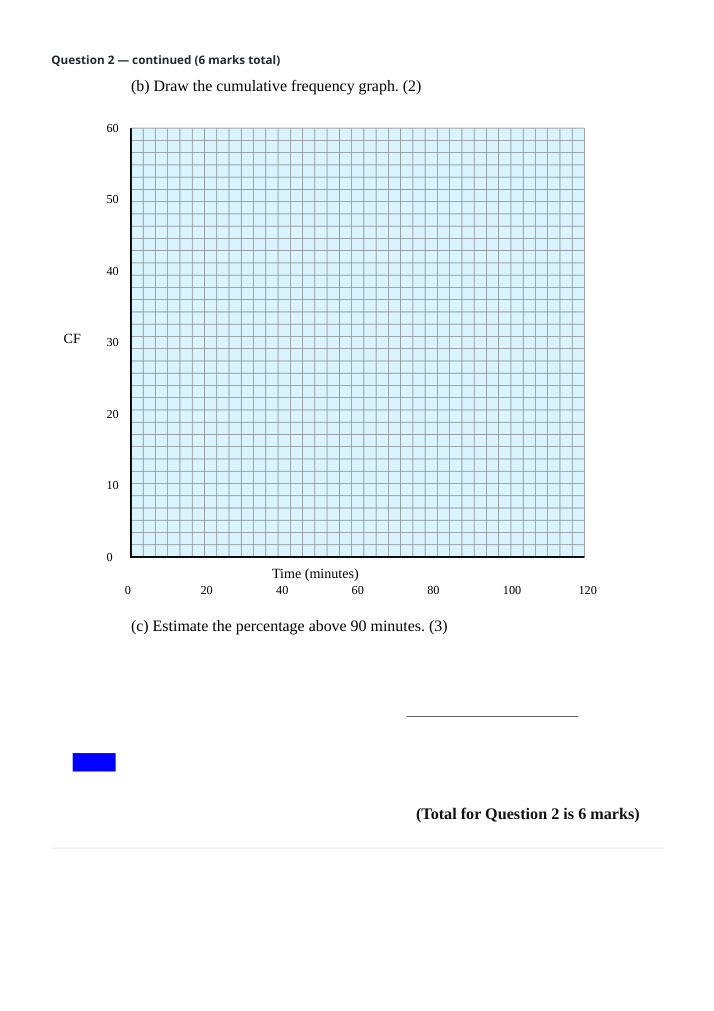 Question 2 — continued (6 marks total)
(b) Draw the cumulative frequency graph. (2)
60
50
40
CF
30
20
10
0
Time (minutes)
0 20 40 60 80 100 120
(c) Estimate the percentage above 90 minutes. (3)
(Total for Question 2 is 6 marks)